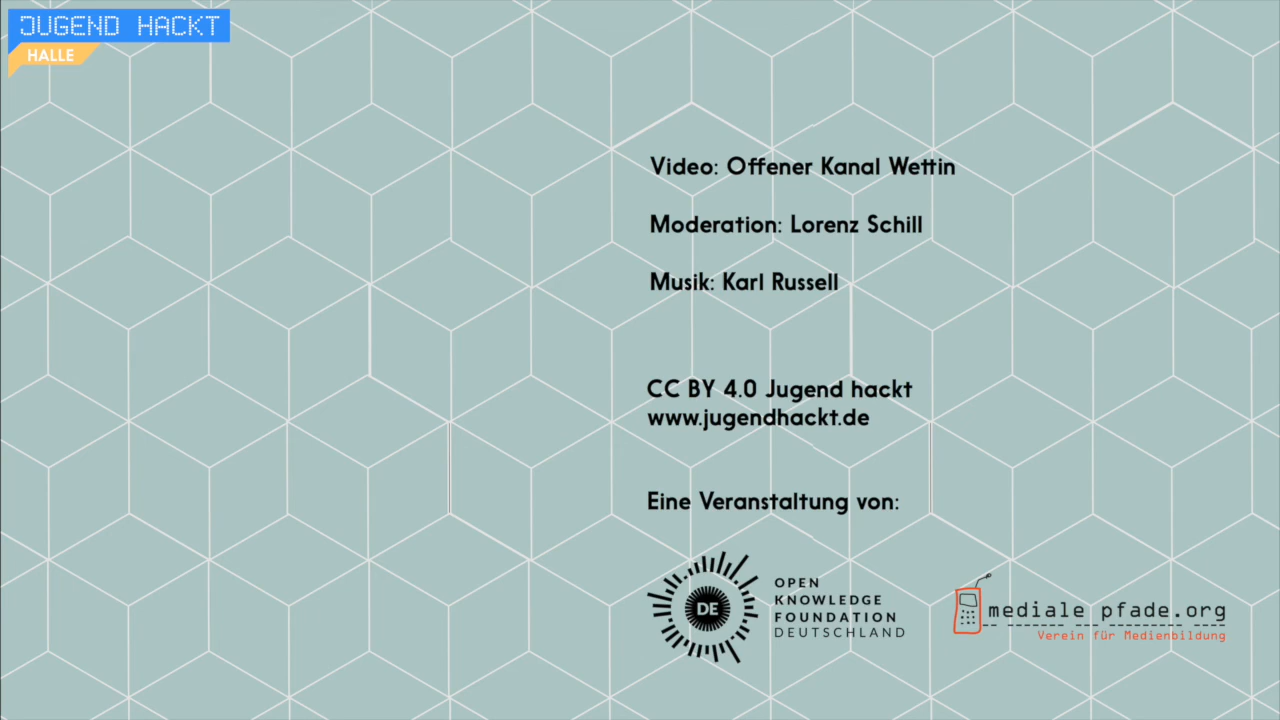 JUGEND HACKT
HALLE
Video: Offener Kanal Wettin
Moderation: Lorenz Schill
Musik: Karl Russell
CC BY 4.0 Jugend hackt
www.jugendhackt.de
Eine Veranstaltung von:
DE
OPEN
KNOWLEDGE
FOUNDATION
DEUTSCHLAND
mediale pfade.org
Verein für Medienbildung